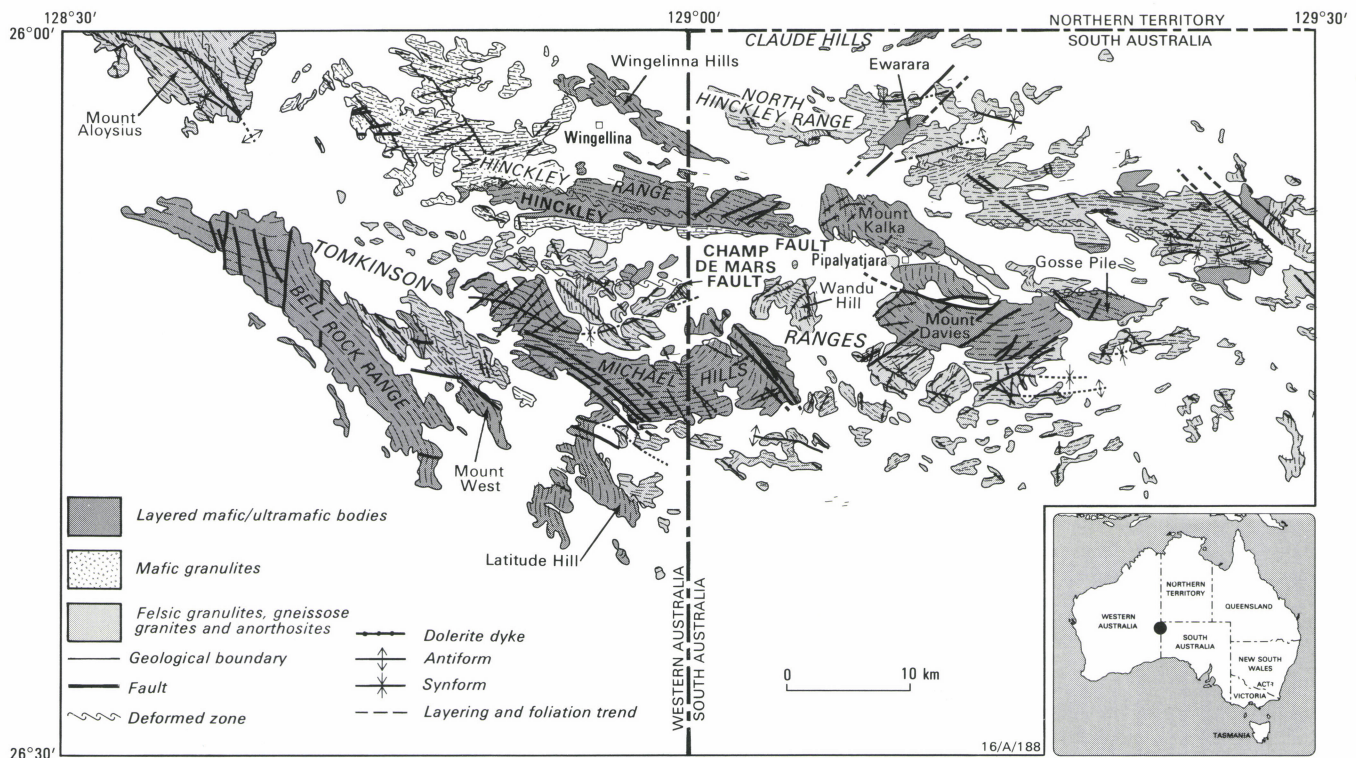 128°30'
129°00'
129°30'
26°00'
NORTHERN TERRITORY
SOUTH AUSTRALIA
CLAUDE HILLS
Wingelinna Hills
Ewarara
Mount
Aloysius
NORTH
HINCKLEY RANGE
Wingellina
HINCKLEY
RANGE
HINCKLEY
FAULT
Mount
Kalka
TOMKINSON
RANGES
CHAMP
DE MARS
FAULT
Pipalyatjara
Gosse Pile
Wandu
Hill
Mount
Davies
BELL ROCK RANGE
MICHAEL
HILLS
Mount
West
Latitude Hill
Layered mafic/ultramafic bodies
Mafic granulites
Felsic granulites, gneissose
granites and anorthosites
Geological boundary
Fault
Deformed zone
Dolerite dyke
Antiform
Synform
Layering and foliation trend
WESTERN AUSTRALIA
SOUTH AUSTRALIA
0 10 km
16/A/188
26°30'
NORTHERN
TERRITORY
WESTERN
AUSTRALIA
QUEENSLAND
SOUTH
AUSTRALIA
NEW SOUTH
WALES
ACT
VICTORIA
TASMANIA